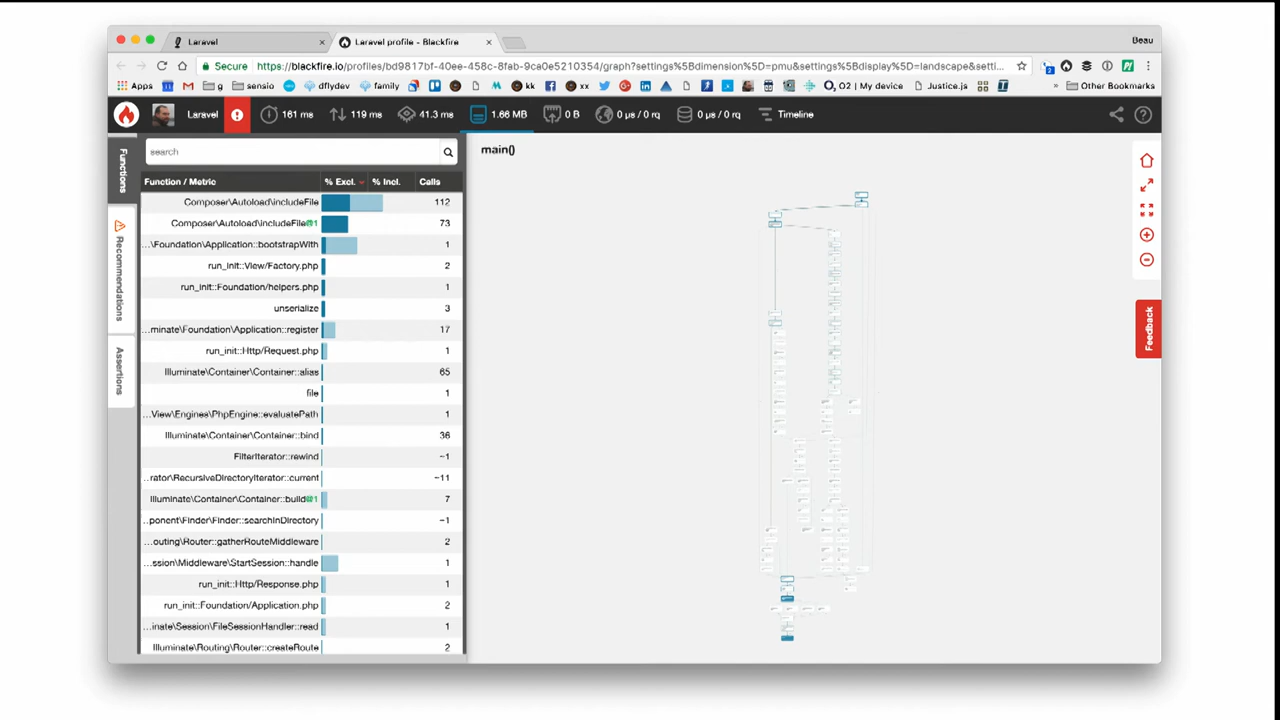 Laravel
Laravel profile - Blackfire
Beau
Secure
https://blackfire.io/profiles/bd9817bf-40ee-458c-8fab-9ca0e5210354/graph?settings%5Bdimension%5D=pmu&settings%5Bdisplay%5D=landscape&setti...
Apps
g
sensio
dflydev
family
kk
xx
O2 | My device
Justice.js
»
Other Bookmarks
Laravel
161 ms
119 ms
41.3 ms
1.66 MB
0 B
0 µs / 0 rq
0 µs / 0 rq
Timeline
Functions
Recommendations
Assertions
search
main()
Function / Metric % Excl. % Incl. Calls
Composer\Autoload\includeFile 112
Composer\Autoload\includeFile@1 73
...\Foundation\Application::bootstrapWith 1
run_init::View/Factory.php 2
run_init::Foundation/helpers.php 1
unserialize 3
...minate\Foundation\Application::register 17
run_init::Http/Request.php 1
Illuminate\Container\Container::alias 65
file 1
...View\Engines\PhpEngine::evaluatePath 1
Illuminate\Container\Container::bind 36
FilterIterator::rewind ~1
...rator\RecursiveDirectoryIterator::current ~11
Illuminate\Container\Container::build@1 7
...ponent\Finder\Finder::searchInDirectory ~1
...outing\Router::gatherRouteMiddleware 2
...ssion\Middleware\StartSession::handle 1
run_init::Http/Response.php 1
run_init::Foundation/Application.php 2
...inate\Session\FileSessionHandler::read 1
Illuminate\Routing\Router::createRoute 2
Feedback